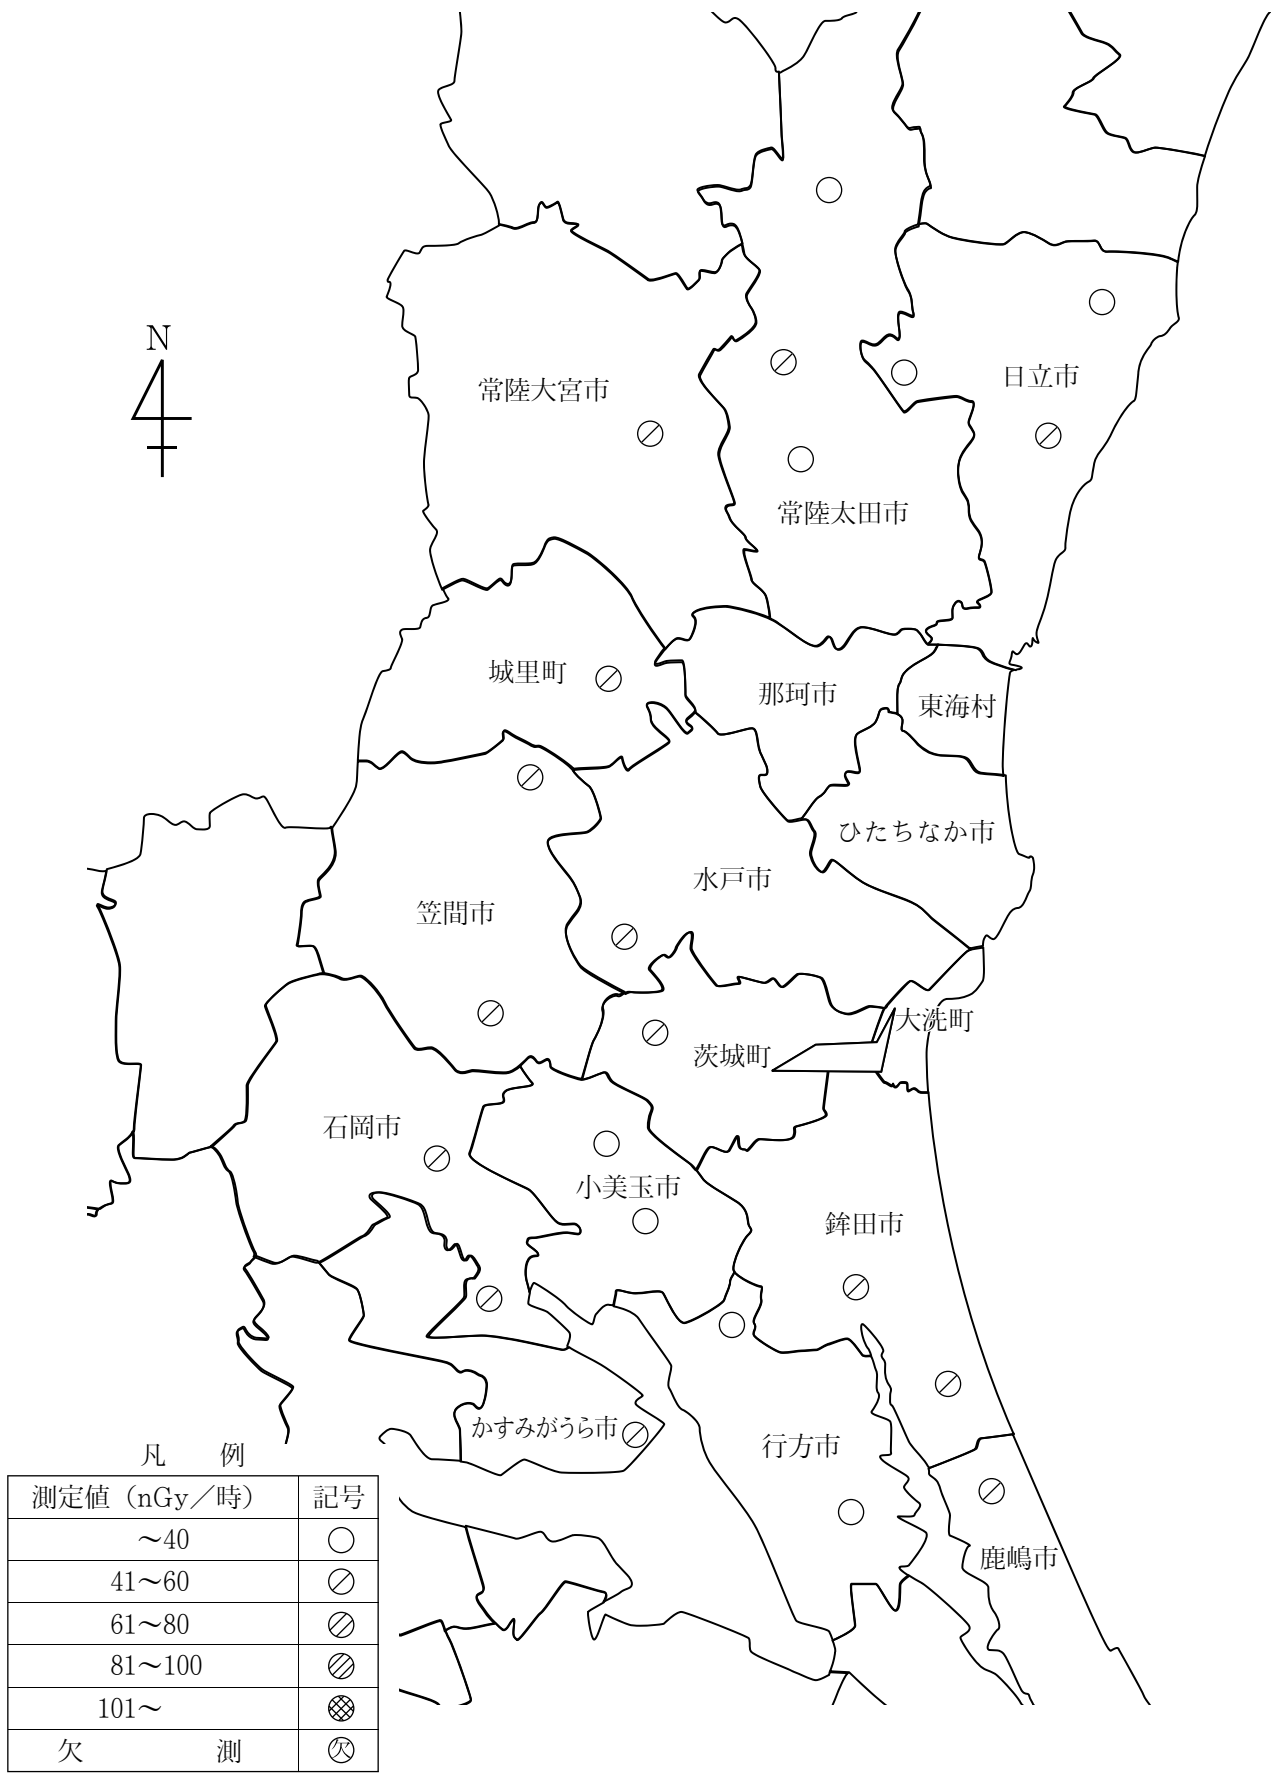 N
常陸大宮市
日立市
常陸太田市
城里町
那珂市
東海村
ひたちなか市
水戸市
笠間市
大洗町
茨城町
石岡市
小美玉市
鉾田市
かすみがうら市
行方市
鹿嶋市
凡 例
測定値（nGy／時） 記号
～40
41～60
61～80
81～100
101～
欠 測 欠